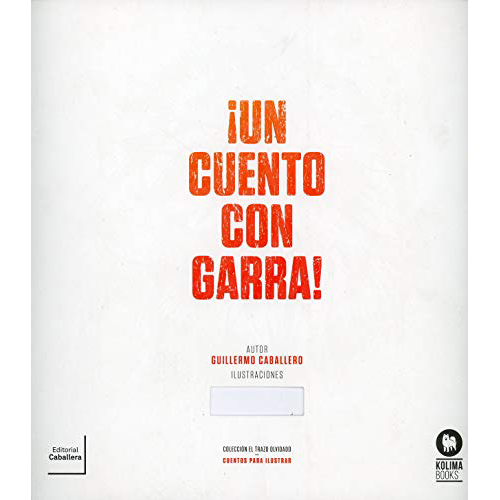 ¡UN
CUENTO
CON
GARRA!
AUTOR
GUILLERMO CABALLERO
ILUSTRACIONES
COLECCIÓN EL TRAZO OLVIDADO
CUENTOS PARA ILUSTRAR
Editorial
Caballera
KOLIMA
BOOKS